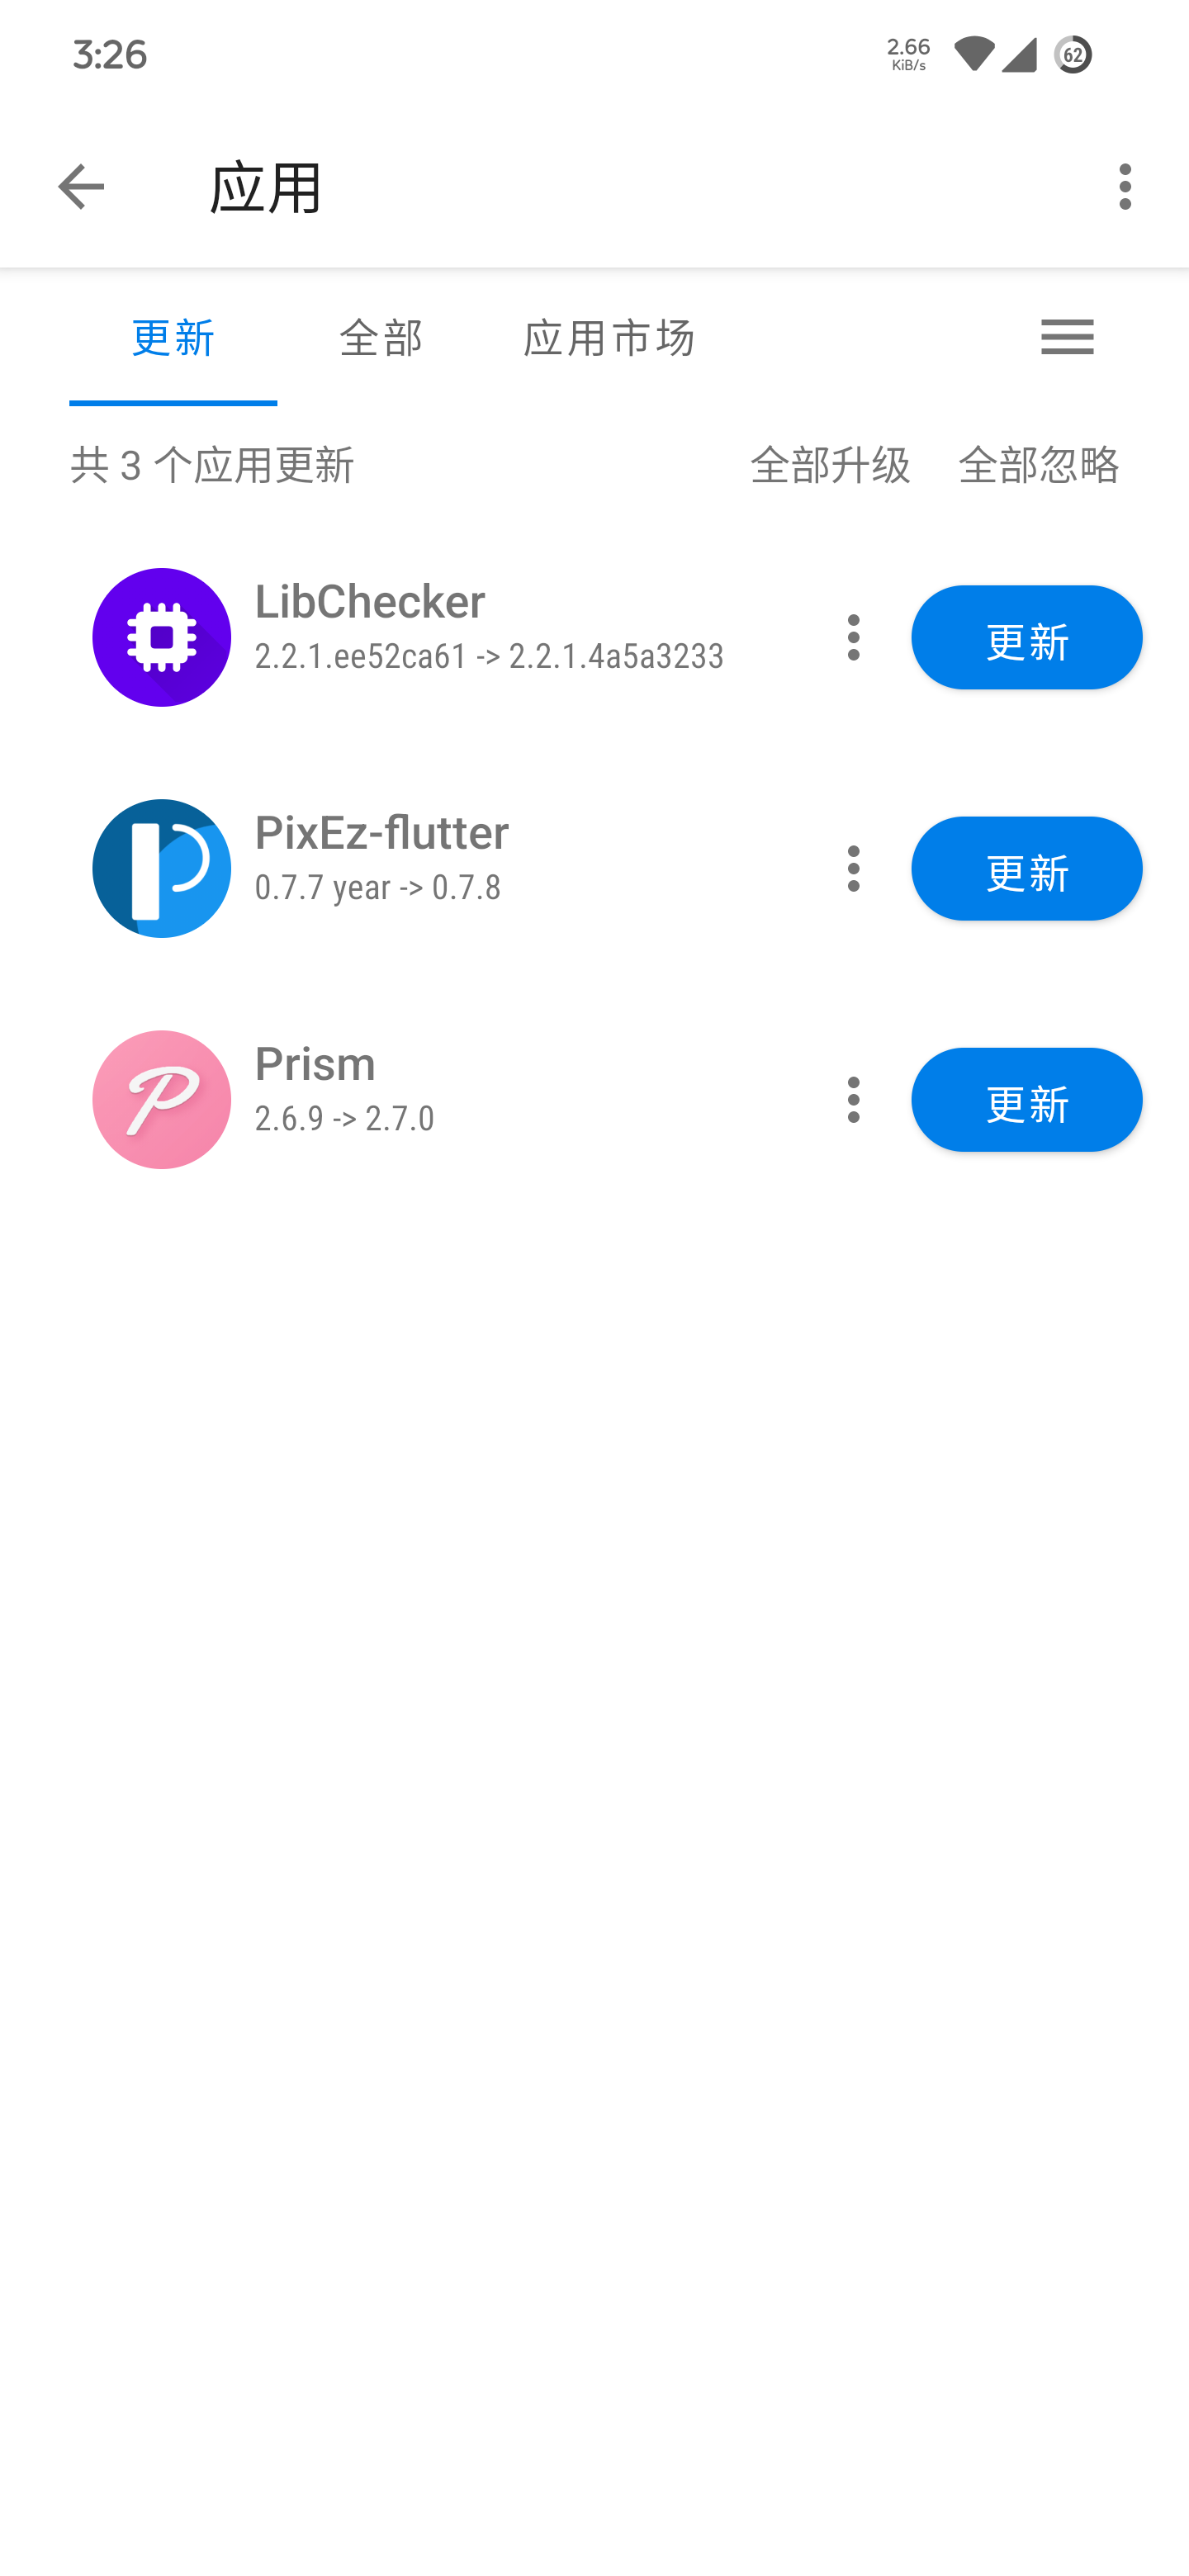 3:26
2.66
KiB/s
62
应用
更新 全部 应用市场
共 3 个应用更新 全部升级 全部忽略
LibChecker
2.2.1.ee52ca61 -> 2.2.1.4a5a3233
更新
PixEz-flutter
0.7.7 year -> 0.7.8
更新
Prism
2.6.9 -> 2.7.0
更新